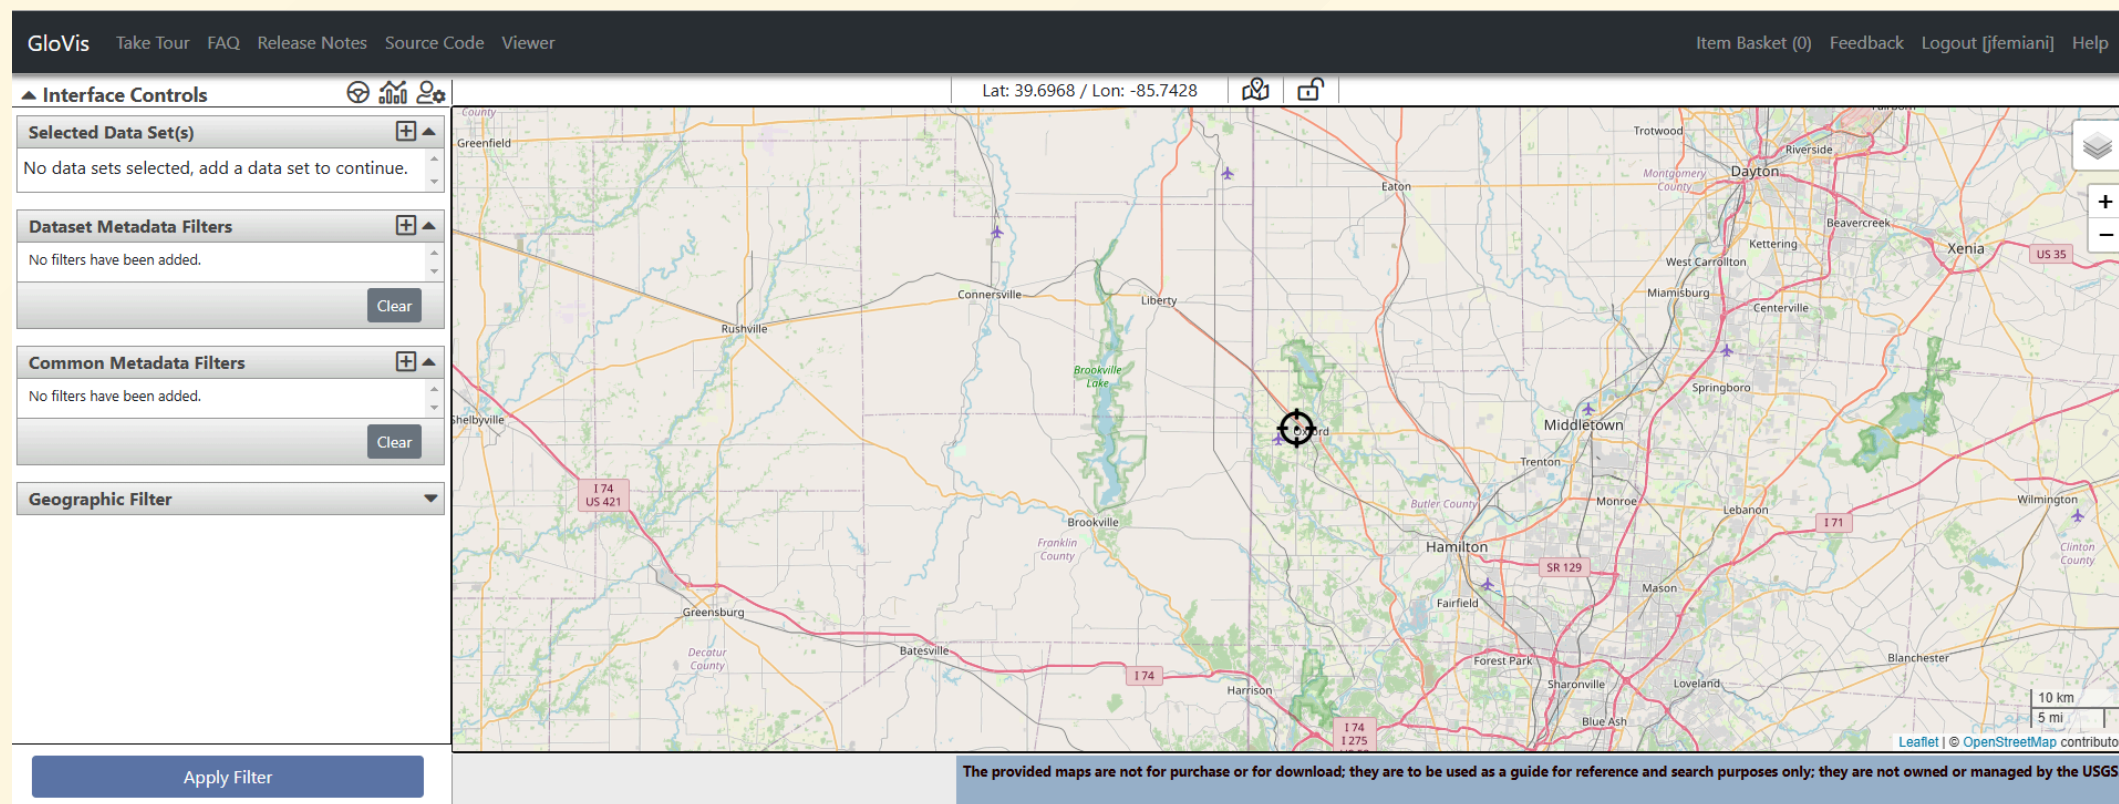 GloVis Take Tour FAQ Release Notes Source Code Viewer Item Basket (0) Feedback Logout [jfemiani] Help
Interface Controls
Lat: 39.6968 / Lon: -85.7428
Selected Data Set(s)
No data sets selected, add a data set to continue.
Dataset Metadata Filters
No filters have been added.
Clear
Common Metadata Filters
No filters have been added.
Clear
Geographic Filter
Apply Filter
County
Greenfield
Trotwood
Riverside
Montgomery
County
Dayton
Eaton
Beavercreek
Kettering
Xenia
US 35
West Carrollton
Connersville
Liberty
Miamisburg
Centerville
Rushville
Brookville
Lake
Springboro
Shelbyville
Oxford
Middletown
Trenton
I 74
US 421
Butler County
Monroe
Lebanon
Wilmington
Brookville
I 71
Franklin
County
Hamilton
Clinton
County
SR 129
Mason
Greensburg
Fairfield
Decatur
County
Batesville
I 74
Forest Park
Blanchester
Harrison
Sharonville
Loveland
10 km
5 mi
I 74
I 275
Blue Ash
Leaflet | © OpenStreetMap contributo
+
−
The provided maps are not for purchase or for download; they are to be used as a guide for reference and search purposes only; they are not owned or managed by the USGS